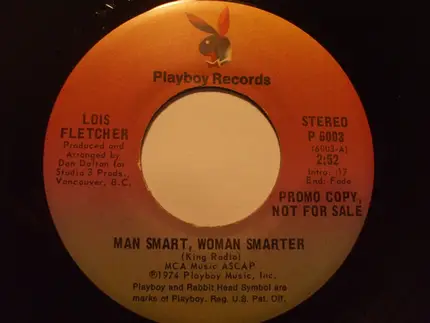 Playboy Records
LOIS
FLETCHER
Produced and
Arranged by
Don Dalton for
Studio 3 Prods.
Vancouver, B.C.
STEREO
P 6003
(6003-A)
2:52
Intro: 17
End: Fade
PROMO COPY,
NOT FOR SALE
MAN SMART, WOMAN SMARTER
(King Radio)
MCA Music ASCAP
©1974 Playboy Music, Inc.
Playboy and Rabbit Head Symbol are
marks of Playboy. Reg. U.S. Pat. Off.